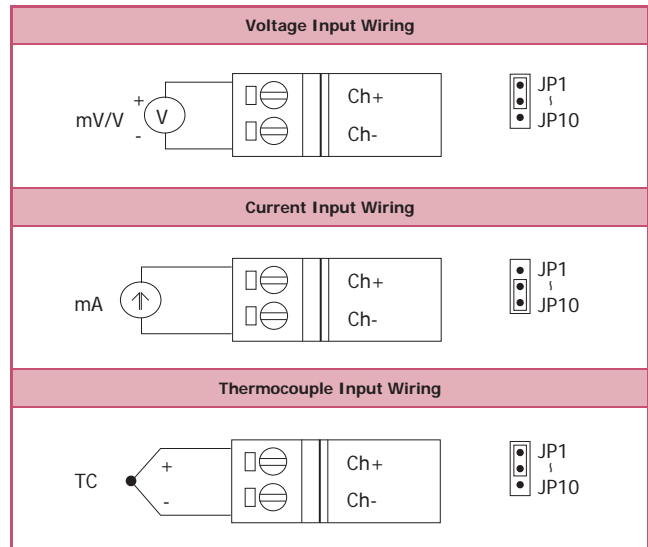 Voltage Input Wiring
mV/V
+
-
V
Ch+
Ch-
JP1
~
JP10
Current Input Wiring
mA
Ch+
Ch-
JP1
~
JP10
Thermocouple Input Wiring
TC
+
-
Ch+
Ch-
JP1
~
JP10